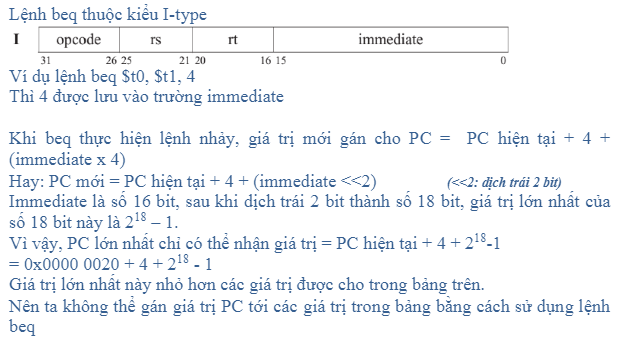 Lệnh beq thuộc kiểu I-type
I opcode rs rt immediate
31 26 25 21 20 16 15 0
Ví dụ lệnh beq $t0, $t1, 4
Thì 4 được lưu vào trường immediate
Khi beq thực hiện lệnh nhảy, giá trị mới gán cho PC = PC hiện tại + 4 +
(immediate x 4)
Hay: PC mới = PC hiện tại + 4 + (immediate <<2) (<<2: dịch trái 2 bit)
Immediate là số 16 bit, sau khi dịch trái 2 bit thành số 18 bit, giá trị lớn nhất của
số 18 bit này là 2¹⁸ – 1.
Vì vậy, PC lớn nhất chỉ có thể nhận giá trị = PC hiện tại + 4 + 2¹⁸-1
= 0x0000 0020 + 4 + 2¹⁸ - 1
Giá trị lớn nhất này nhỏ hơn các giá trị được cho trong bảng trên.
Nên ta không thể gán giá trị PC tới các giá trị trong bảng bằng cách sử dụng lệnh
beq